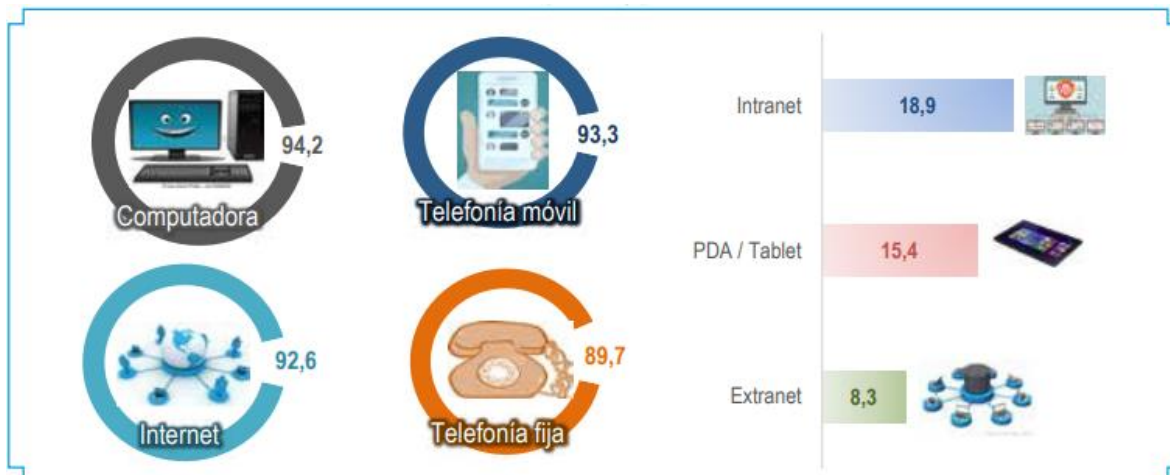 94,2
Computadora
93,3
Telefonía móvil
92,6
Internet
89,7
Telefonía fija
Intranet
18,9
PDA / Tablet
15,4
Extranet
8,3